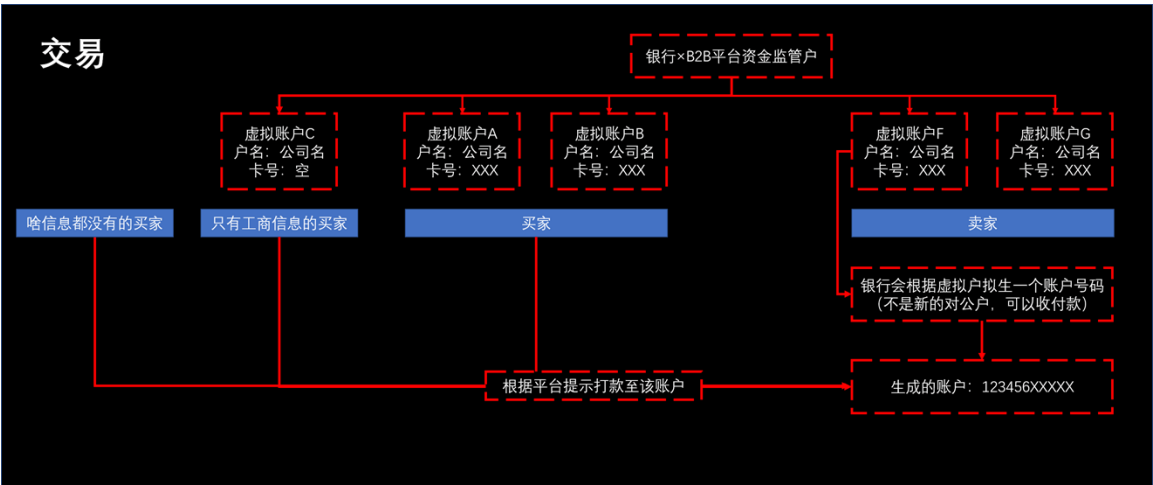 交易
银行×B2B平台资金监管户
虚拟账户C
户名：公司名
卡号：空
虚拟账户A
户名：公司名
卡号：XXX
虚拟账户B
户名：公司名
卡号：XXX
虚拟账户F
户名：公司名
卡号：XXX
虚拟账户G
户名：公司名
卡号：XXX
啥信息都没有的买家
只有工商信息的买家
买家
卖家
银行会根据虚拟户拟生一个账户号码
（不是新的对公户，可以收付款）
根据平台提示打款至该账户
生成的账户：123456XXXXX